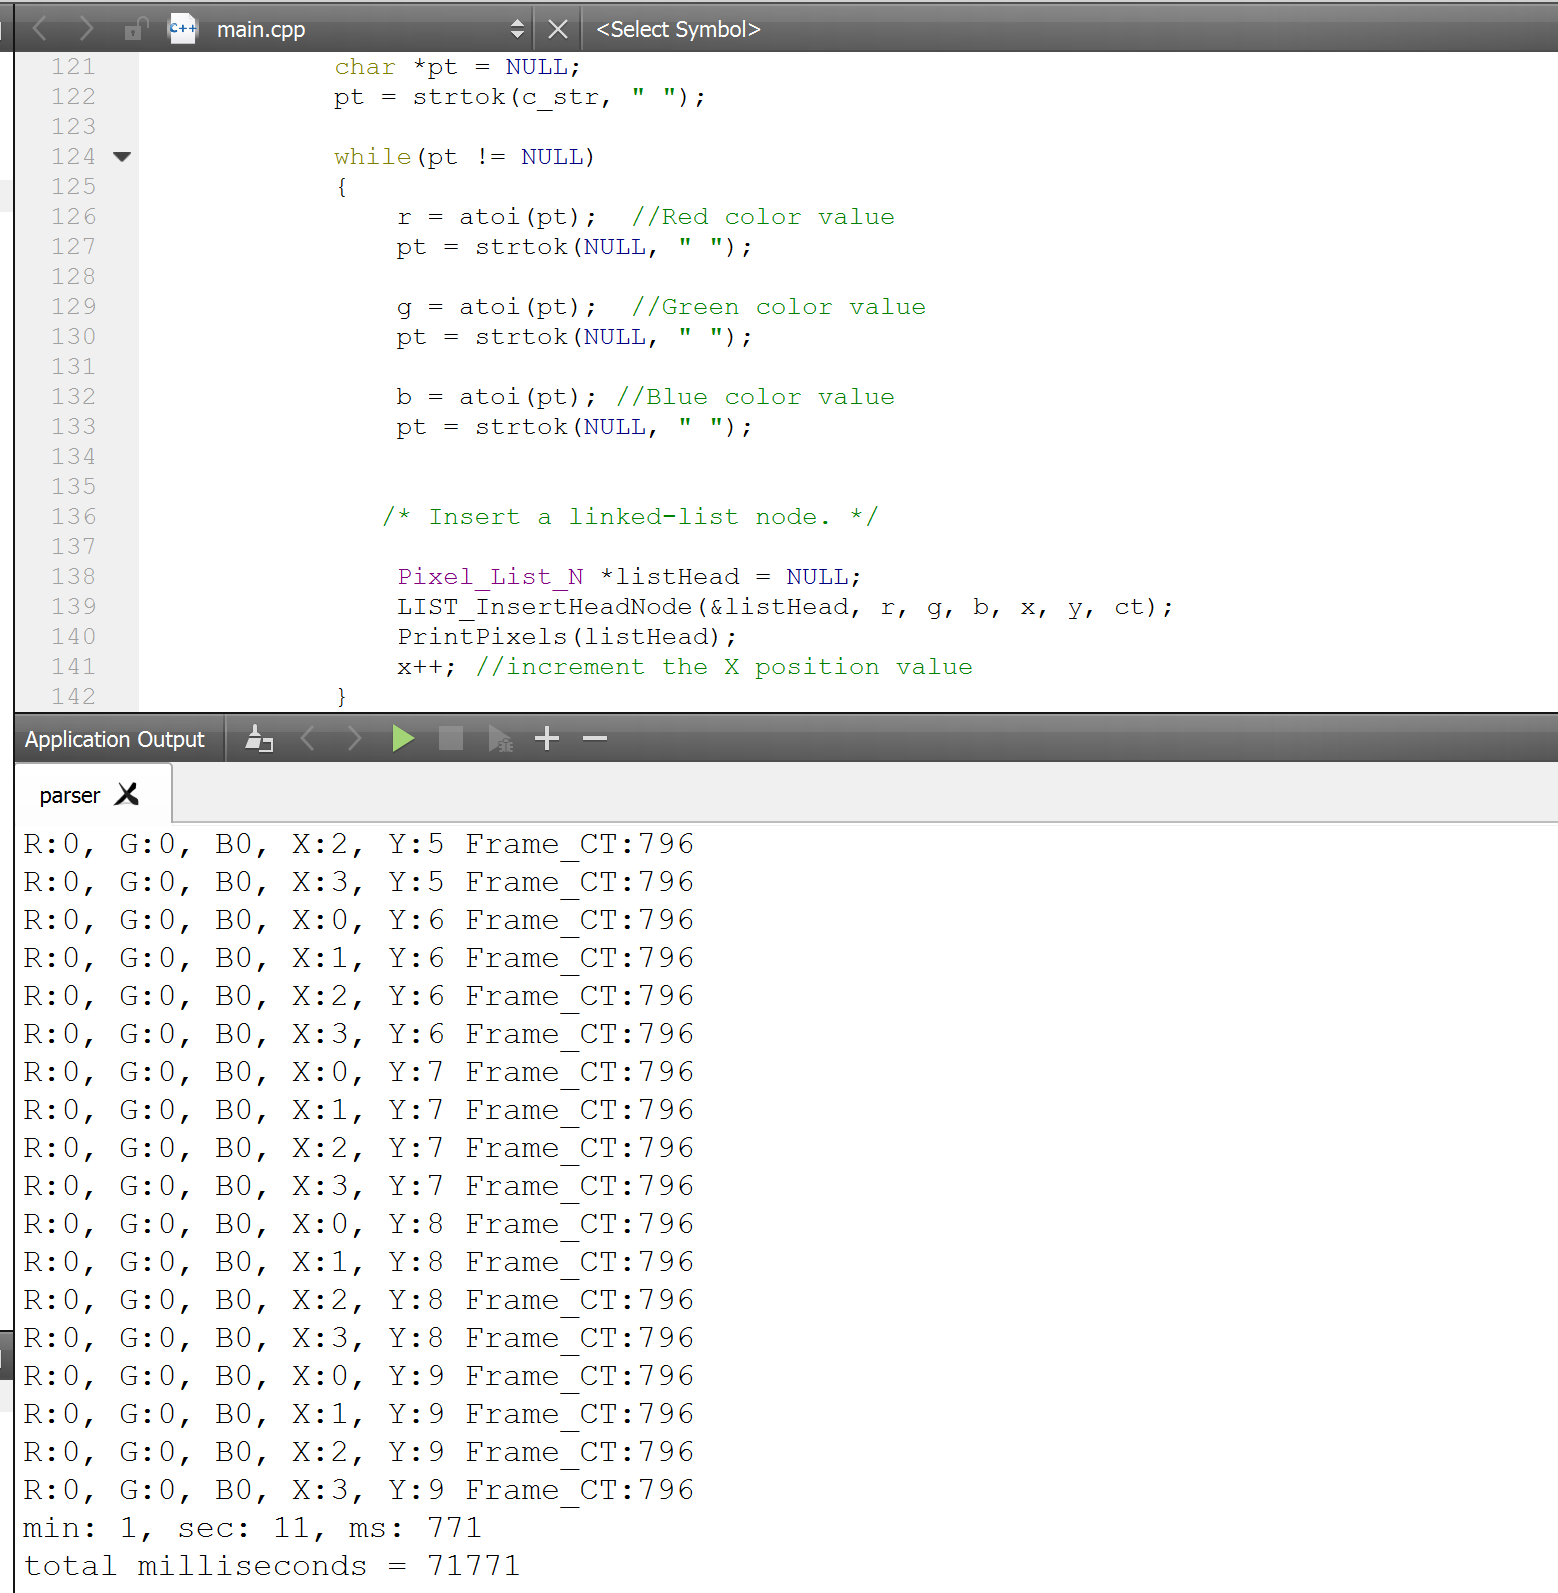 C++ main.cpp <Select Symbol>
121 char *pt = NULL;
122 pt = strtok(c_str, " ");
123
124 while(pt != NULL)
125 {
126 r = atoi(pt); //Red color value
127 pt = strtok(NULL, " ");
128
129 g = atoi(pt); //Green color value
130 pt = strtok(NULL, " ");
131
132 b = atoi(pt); //Blue color value
133 pt = strtok(NULL, " ");
134
135
136 /* Insert a linked-list node. */
137
138 Pixel_List_N *listHead = NULL;
139 LIST_InsertHeadNode(&listHead, r, g, b, x, y, ct);
140 PrintPixels(listHead);
141 x++; //increment the X position value
142 }
Application Output
parser
R:0, G:0, B0, X:2, Y:5 Frame_CT:796
R:0, G:0, B0, X:3, Y:5 Frame_CT:796
R:0, G:0, B0, X:0, Y:6 Frame_CT:796
R:0, G:0, B0, X:1, Y:6 Frame_CT:796
R:0, G:0, B0, X:2, Y:6 Frame_CT:796
R:0, G:0, B0, X:3, Y:6 Frame_CT:796
R:0, G:0, B0, X:0, Y:7 Frame_CT:796
R:0, G:0, B0, X:1, Y:7 Frame_CT:796
R:0, G:0, B0, X:2, Y:7 Frame_CT:796
R:0, G:0, B0, X:3, Y:7 Frame_CT:796
R:0, G:0, B0, X:0, Y:8 Frame_CT:796
R:0, G:0, B0, X:1, Y:8 Frame_CT:796
R:0, G:0, B0, X:2, Y:8 Frame_CT:796
R:0, G:0, B0, X:3, Y:8 Frame_CT:796
R:0, G:0, B0, X:0, Y:9 Frame_CT:796
R:0, G:0, B0, X:1, Y:9 Frame_CT:796
R:0, G:0, B0, X:2, Y:9 Frame_CT:796
R:0, G:0, B0, X:3, Y:9 Frame_CT:796
min: 1, sec: 11, ms: 771
total milliseconds = 71771